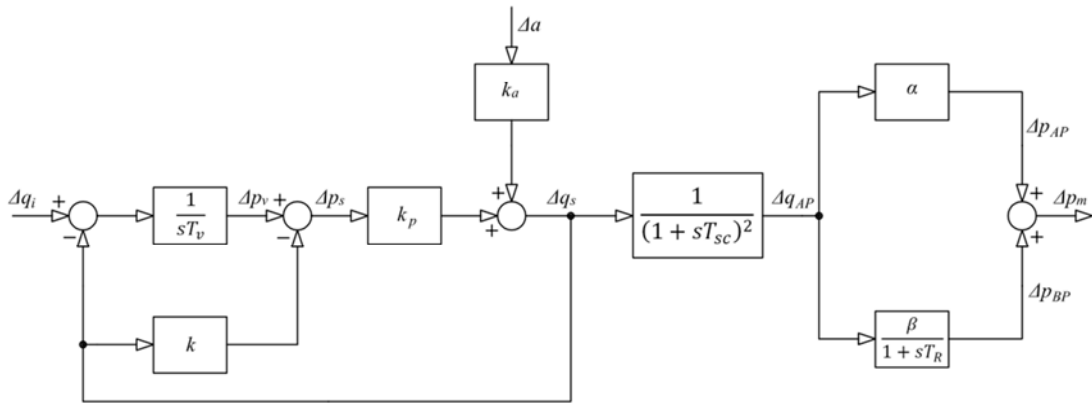 Δa
k_a
α
Δp_AP
Δq_i
+
−
1
sT_v
Δp_v
+
−
Δp_s
k_p
+
+
Δq_s
1
(1 + sT_sc)²
Δq_AP
+
+
Δp_m
k
β
1 + sT_R
Δp_BP